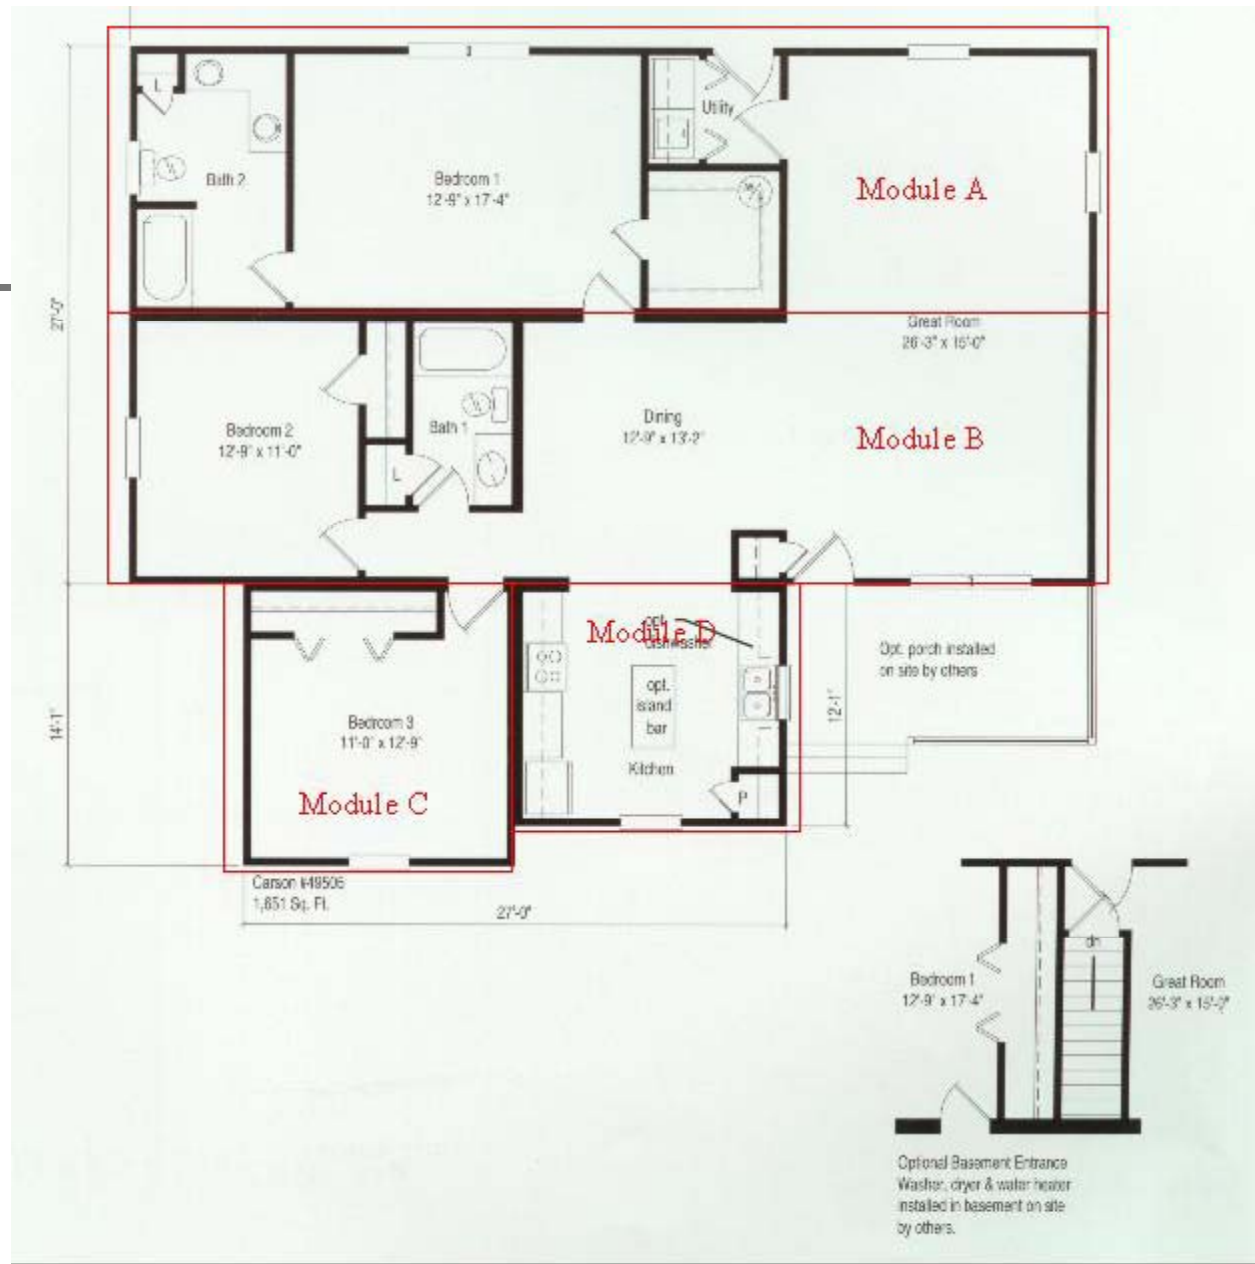 L
Bath 2
Bedroom 1
12'-9" x 17'-4"
Utility
Module A
27'-0"
Great Room
26'-3" x 15'-0"
Bedroom 2
12'-9" x 11'-0"
L
Bath 1
Dining
12'-9" x 13'-2"
Module B
Module D
opt.
dishwasher
opt.
island
bar
Kitchen
P
12'-1"
Opt. porch installed
on site by others
14'-1"
Bedroom 3
11'-0" x 12'-9"
Module C
Carson #49506
1,651 Sq. Ft.
27'-0"
dn
Bedroom 1
12'-9" x 17'-4"
Great Room
26'-3" x 15'-0"
Optional Basement Entrance
Washer, dryer & water heater
installed in basement on site
by others.